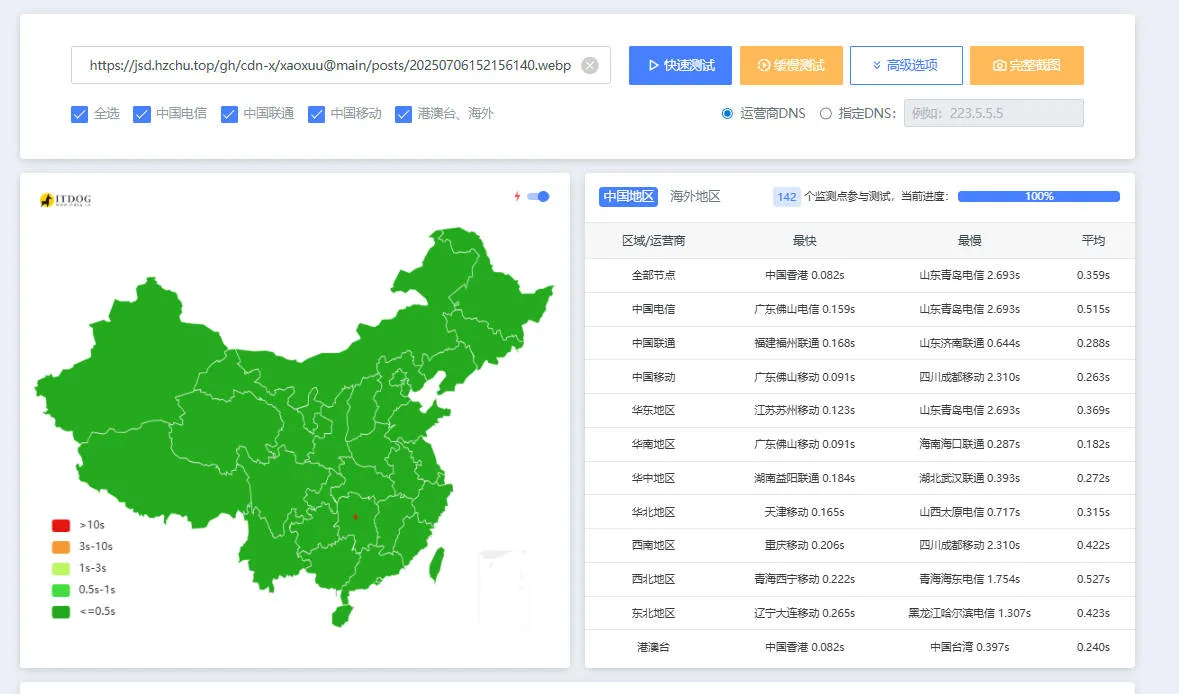 https://jsd.hzchu.top/gh/cdn-x/xaoxuu@main/posts/20250706152156140.webp
快速测试
缓慢测试
高级选项
完整截图
全选 中国电信 中国联通 中国移动 港澳台、海外
运营商DNS 指定DNS: 例如: 223.5.5.5
ITDOG
>10s
3s-10s
1s-3s
0.5s-1s
<=0.5s
中国地区 海外地区 142 个监测点参与测试, 当前进度: 100%
区域/运营商 最快 最慢 平均
全部节点 中国香港 0.082s 山东青岛电信 2.693s 0.359s
中国电信 广东佛山电信 0.159s 山东青岛电信 2.693s 0.515s
中国联通 福建福州联通 0.168s 山东济南联通 0.644s 0.288s
中国移动 广东佛山移动 0.091s 四川成都移动 2.310s 0.263s
华东地区 江苏苏州移动 0.123s 山东青岛电信 2.693s 0.369s
华南地区 广东佛山移动 0.091s 海南海口联通 0.287s 0.182s
华中地区 湖南益阳联通 0.184s 湖北武汉联通 0.393s 0.272s
华北地区 天津移动 0.165s 山西太原电信 0.717s 0.315s
西南地区 重庆移动 0.206s 四川成都移动 2.310s 0.422s
西北地区 青海西宁移动 0.222s 青海海东电信 1.754s 0.527s
东北地区 辽宁大连移动 0.265s 黑龙江哈尔滨电信 1.307s 0.423s
港澳台 中国香港 0.082s 中国台湾 0.397s 0.240s